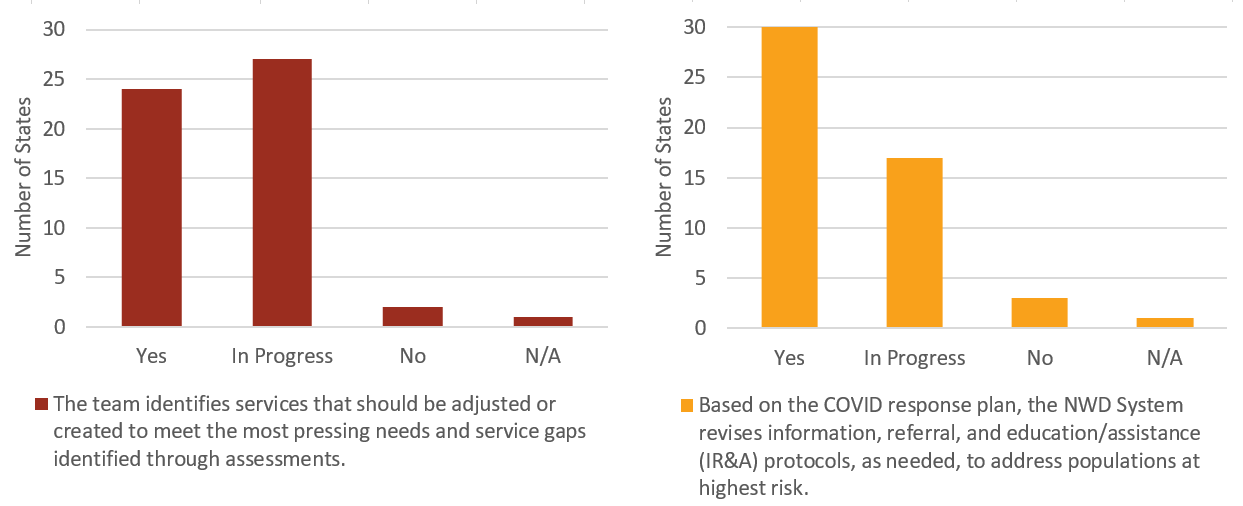 30
25
20
15
10
5
0
Number of States
Yes
In Progress
No
N/A
The team identifies services that should be adjusted or
created to meet the most pressing needs and service gaps
identified through assessments.
30
25
20
15
10
5
0
Number of States
Yes
In Progress
No
N/A
Based on the COVID response plan, the NWD System
revises information, referral, and education/assistance
(IR&A) protocols, as needed, to address populations at
highest risk.